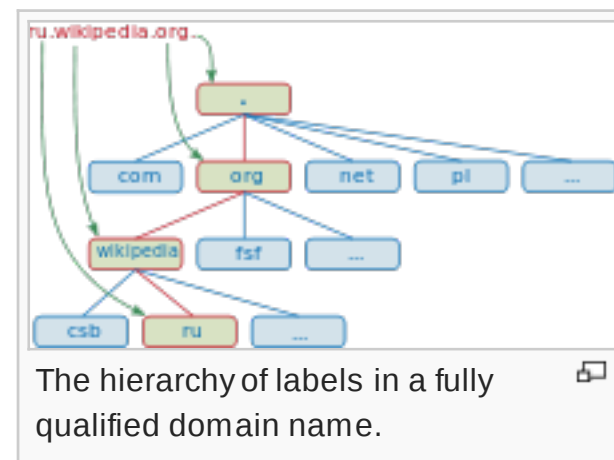 ru.wikipedia.org.
.
com org net pl ...
wikipedia fsf ...
csb ru ...
The hierarchy of labels in a fully
qualified domain name.